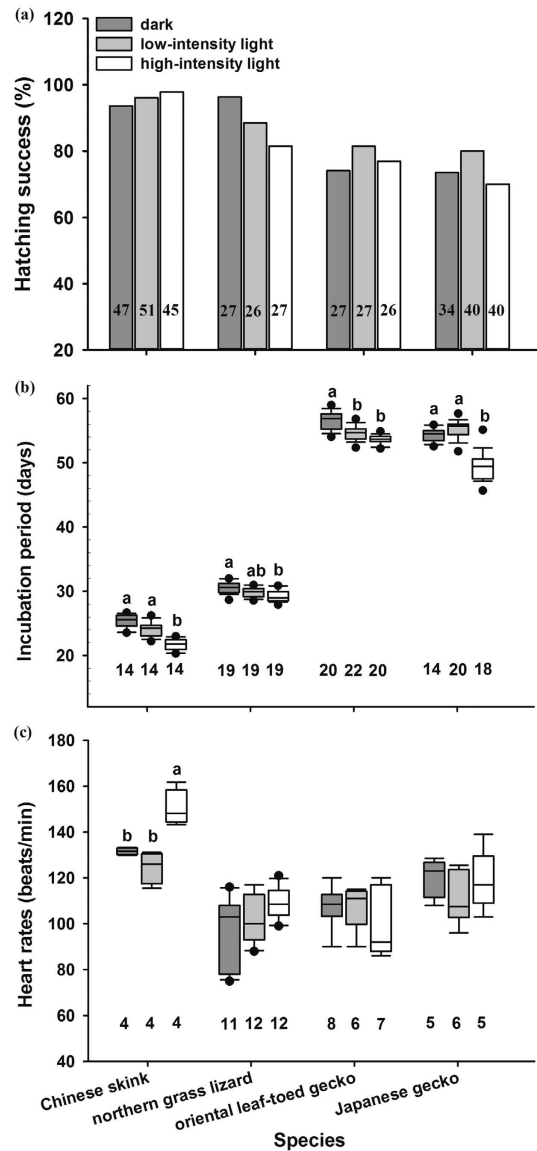 (a)
dark
low-intensity light
high-intensity light
Hatching success (%)
120
100
80
60
40
20
47 51 45 27 26 27 27 27 26 34 40 40
(b)
Incubation period (days)
60
50
40
30
20
a a b a ab b a b b a a b
14 14 14 19 19 19 20 22 20 14 20 18
(c)
Heart rates (beats/min)
180
160
140
120
100
80
60
40
b b a
4 4 4 11 12 12 8 6 7 5 6 5
Chinese skink
northern grass lizard
oriental leaf-toed gecko
Japanese gecko
Species